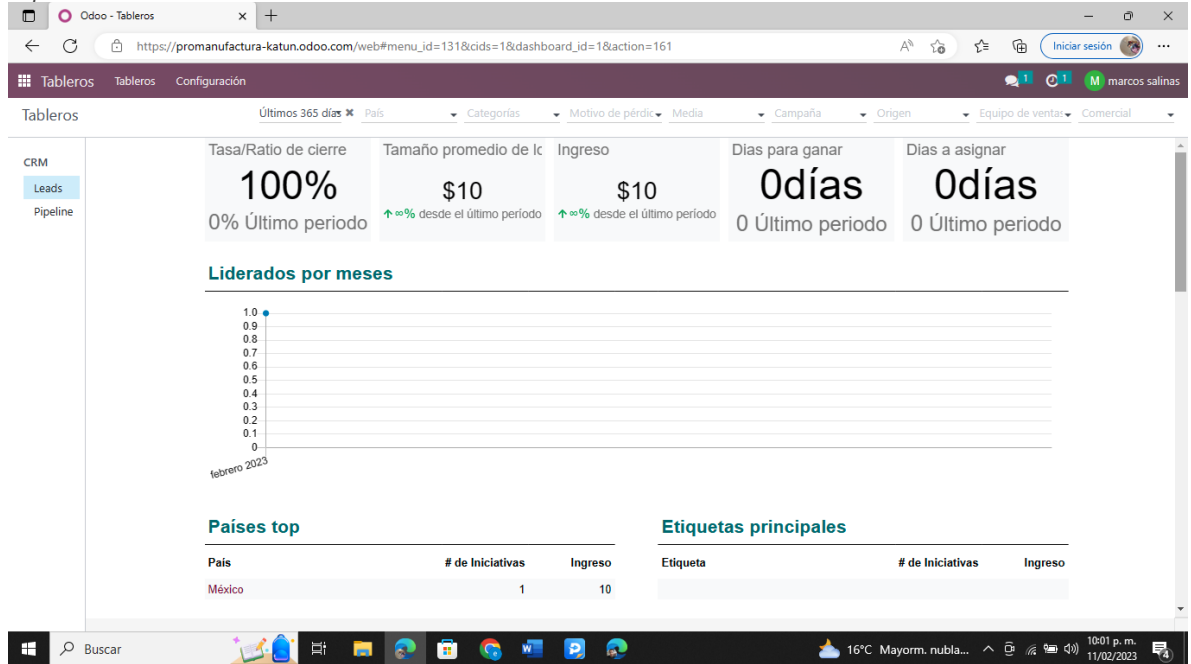 Odoo - Tableros
https://promanufactura-katun.odoo.com/web#menu_id=131&cids=1&dashboard_id=1&action=161
Iniciar sesión
Tableros Tableros Configuración 1 1 M marcos salinas
Tableros Últimos 365 días País Categorías Motivo de pérdic Media Campaña Origen Equipo de ventas Comercial
CRM
Leads
Pipeline
Tasa/Ratio de cierre Tamaño promedio de lc Ingreso Dias para ganar Dias a asignar
100% $10 $10 0días 0días
0% Último periodo ↑∞% desde el último período ↑∞% desde el último período 0 Último periodo 0 Último periodo
Liderados por meses
1.0
0.9
0.8
0.7
0.6
0.5
0.4
0.3
0.2
0.1
0
febrero 2023
Países top Etiquetas principales
País # de Iniciativas Ingreso Etiqueta # de Iniciativas Ingreso
México 1 10
Buscar 16°C Mayorm. nubla... 10:01 p. m.
11/02/2023 4